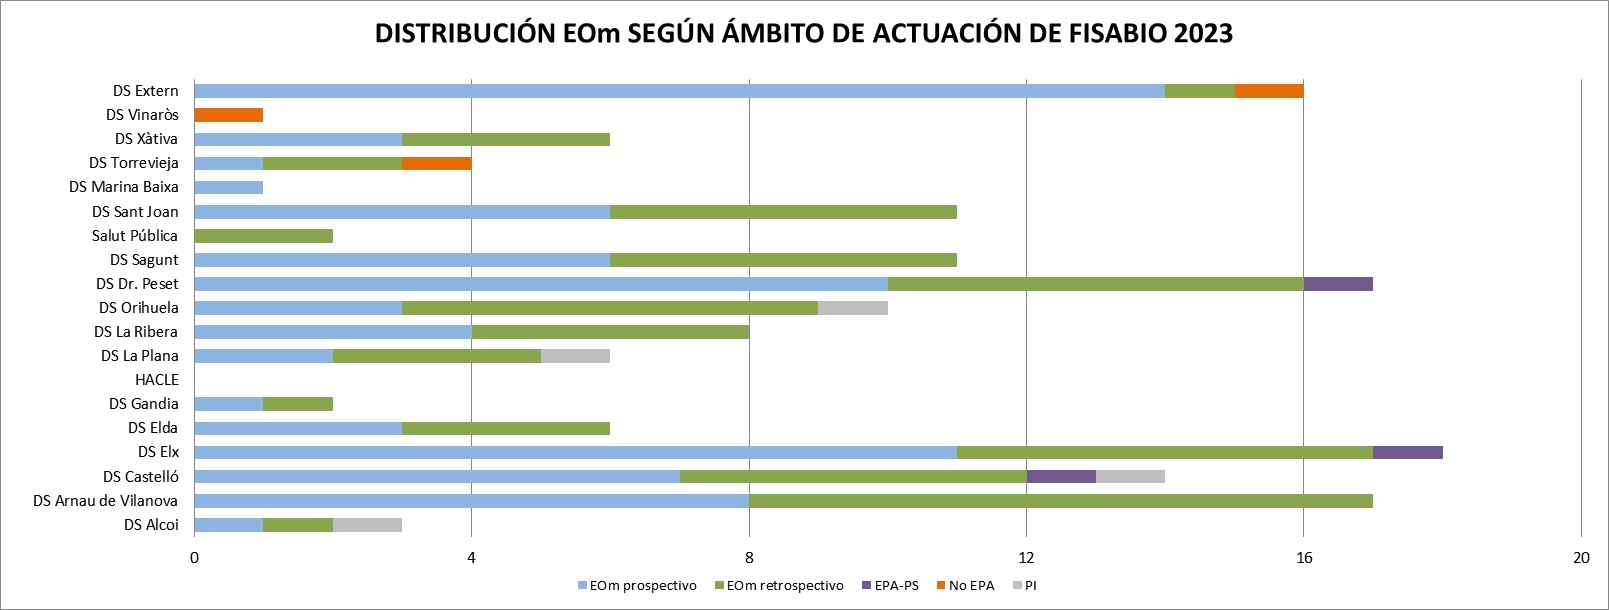 DISTRIBUCIÓN EOm SEGÚN ÁMBITO DE ACTUACIÓN DE FISABIO 2023
DS Extern
DS Vinaròs
DS Xàtiva
DS Torrevieja
DS Marina Baixa
DS Sant Joan
Salut Pública
DS Sagunt
DS Dr. Peset
DS Orihuela
DS La Ribera
DS La Plana
HACLE
DS Gandia
DS Elda
DS Elx
DS Castelló
DS Arnau de Vilanova
DS Alcoi
0 4 8 12 16 20
EOm prospectivo EOm retrospectivo EPA-PS No EPA PI